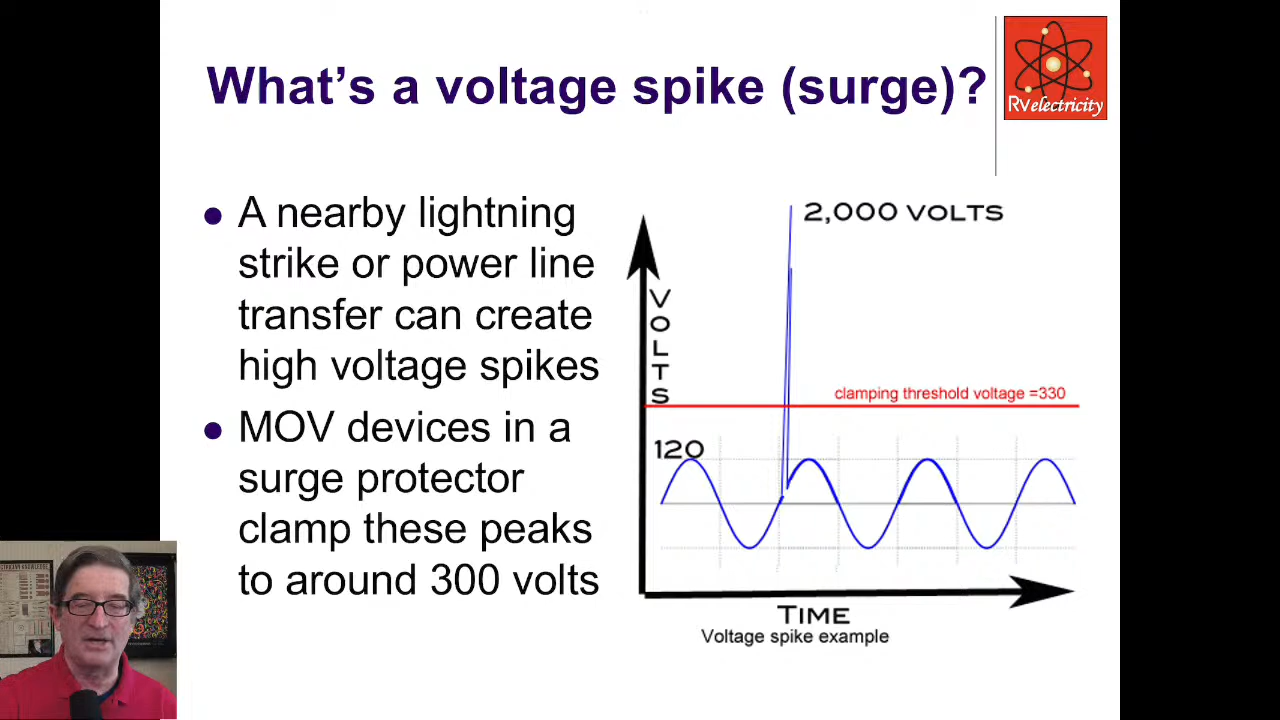 What's a voltage spike (surge)?
RVelectricity
A nearby lightning
strike or power line
transfer can create
high voltage spikes
MOV devices in a
surge protector
clamp these peaks
to around 300 volts
2,000 VOLTS
VOLTS
clamping threshold voltage =330
120
TIME
Voltage spike example